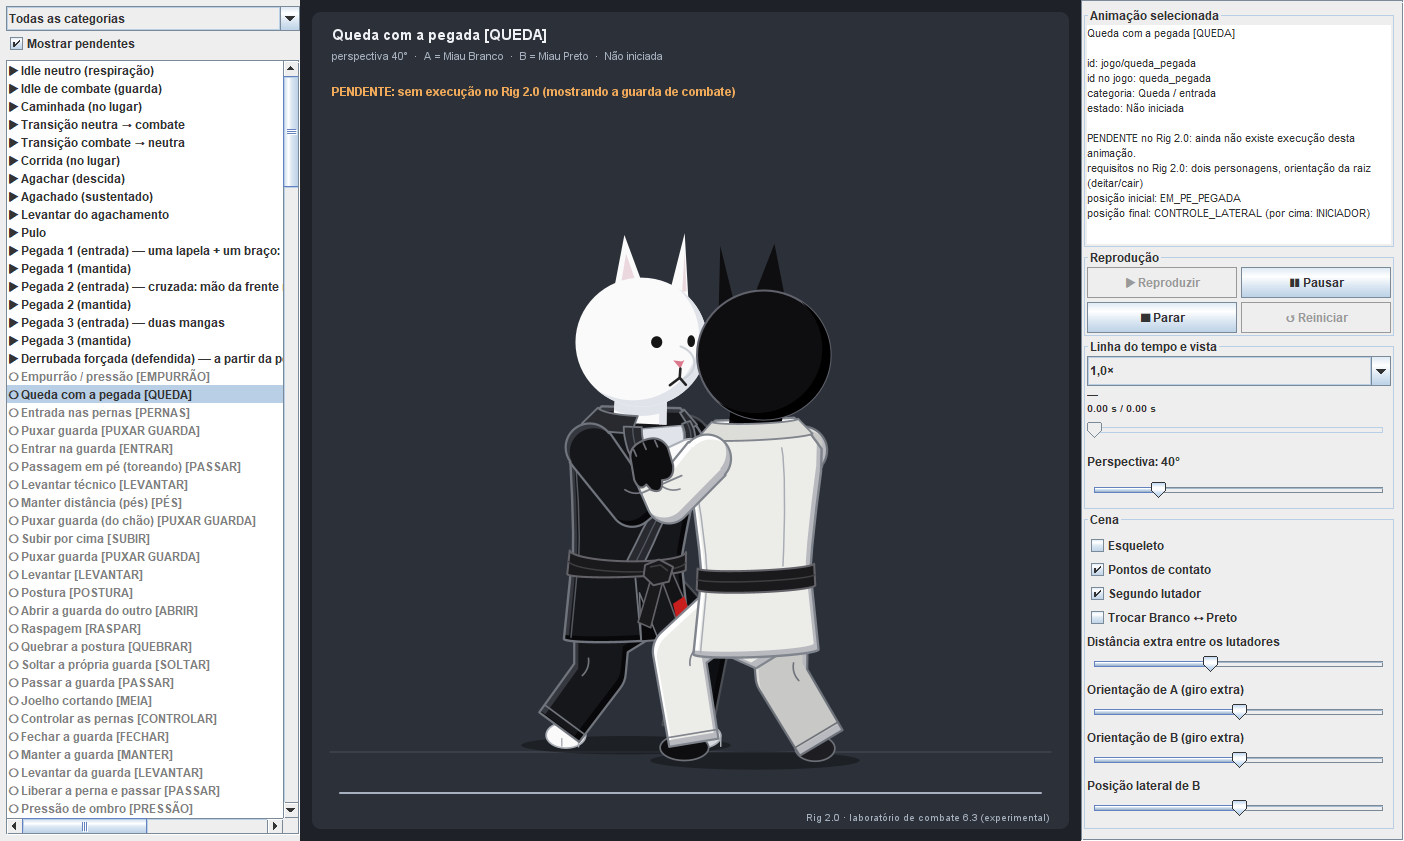 Todas as categorias
Mostrar pendentes
Idle neutro (respiração)
Idle de combate (guarda)
Caminhada (no lugar)
Transição neutra → combate
Transição combate → neutra
Corrida (no lugar)
Agachar (descida)
Agachado (sustentado)
Levantar do agachamento
Pulo
Pegada 1 (entrada) — uma lapela + um braço:
Pegada 1 (mantida)
Pegada 2 (entrada) — cruzada: mão da frente
Pegada 2 (mantida)
Pegada 3 (entrada) — duas mangas
Pegada 3 (mantida)
Derrubada forçada (defendida) — a partir da
Empurrão / pressão [EMPURRÃO]
Queda com a pegada [QUEDA]
Entrada nas pernas [PERNAS]
Puxar guarda [PUXAR GUARDA]
Entrar na guarda [ENTRAR]
Passagem em pé (toreando) [PASSAR]
Levantar técnico [LEVANTAR]
Manter distância (pés) [PÉS]
Puxar guarda (do chão) [PUXAR GUARDA]
Subir por cima [SUBIR]
Puxar guarda [PUXAR GUARDA]
Levantar [LEVANTAR]
Postura [POSTURA]
Abrir a guarda do outro [ABRIR]
Raspagem [RASPAR]
Quebrar a postura [QUEBRAR]
Soltar a própria guarda [SOLTAR]
Passar a guarda [PASSAR]
Joelho cortando [MEIA]
Controlar as pernas [CONTROLAR]
Fechar a guarda [FECHAR]
Manter a guarda [MANTER]
Levantar da guarda [LEVANTAR]
Liberar a perna e passar [PASSAR]
Pressão de ombro [PRESSÃO]
Queda com a pegada [QUEDA]
perspectiva 40° · A = Miau Branco · B = Miau Preto · Não iniciada
PENDENTE: sem execução no Rig 2.0 (mostrando a guarda de combate)
Rig 2.0 · laboratório de combate 6.3 (experimental)
Animação selecionada
Queda com a pegada [QUEDA]
id: jogo/queda_pegada
id no jogo: queda_pegada
categoria: Queda / entrada
estado: Não iniciada
PENDENTE no Rig 2.0: ainda não existe execução desta
animação.
requisitos no Rig 2.0: dois personagens, orientação da raiz
(deitar/cair)
posição inicial: EM_PE_PEGADA
posição final: CONTROLE_LATERAL (por cima: INICIADOR)
Reprodução
Reproduzir
Pausar
Parar
Reiniciar
Linha do tempo e vista
1,0×
—
0.00 s / 0.00 s
Perspectiva: 40°
Cena
Esqueleto
Pontos de contato
Segundo lutador
Trocar Branco ↔ Preto
Distância extra entre os lutadores
Orientação de A (giro extra)
Orientação de B (giro extra)
Posição lateral de B